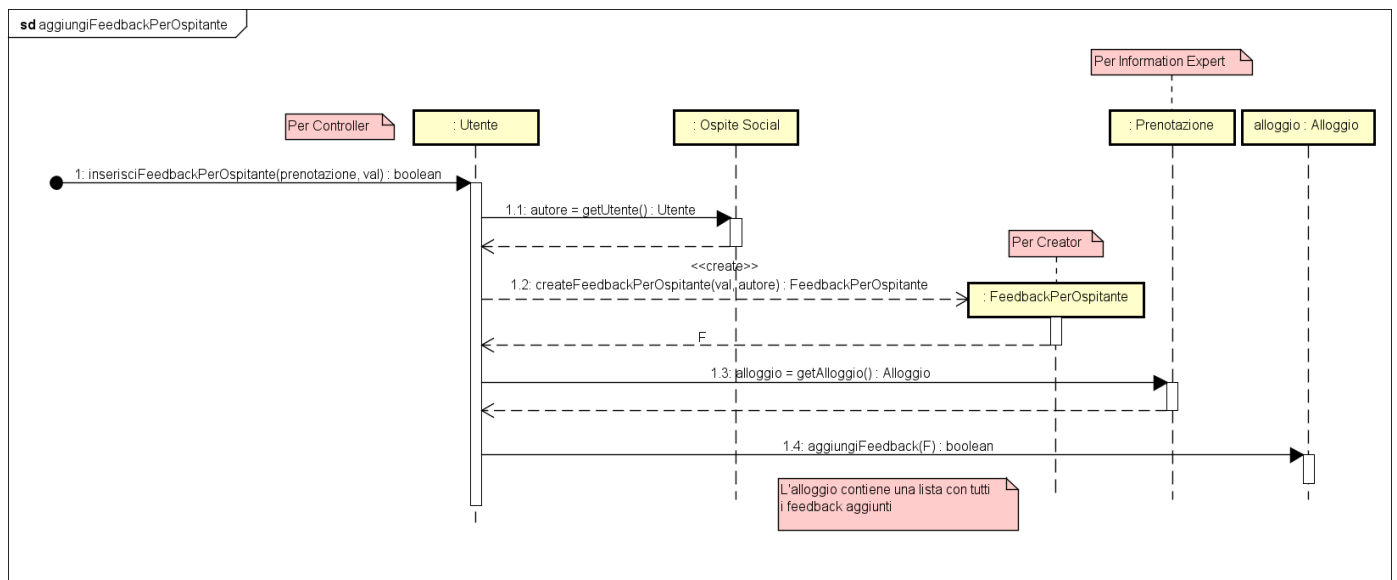 sd aggiungiFeedbackPerOspitante
Per Information Expert
Per Controller
: Utente
: Ospite Social
: Prenotazione
alloggio : Alloggio
1: inserisciFeedbackPerOspitante(prenotazione, val) : boolean
1.1: autore = getUtente() : Utente
Per Creator
<<create>>
1.2: createFeedbackPerOspitante(val, autore) : FeedbackPerOspitante
: FeedbackPerOspitante
F
1.3: alloggio = getAlloggio() : Alloggio
1.4: aggiungiFeedback(F) : boolean
L'alloggio contiene una lista con tutti
i feedback aggiunti